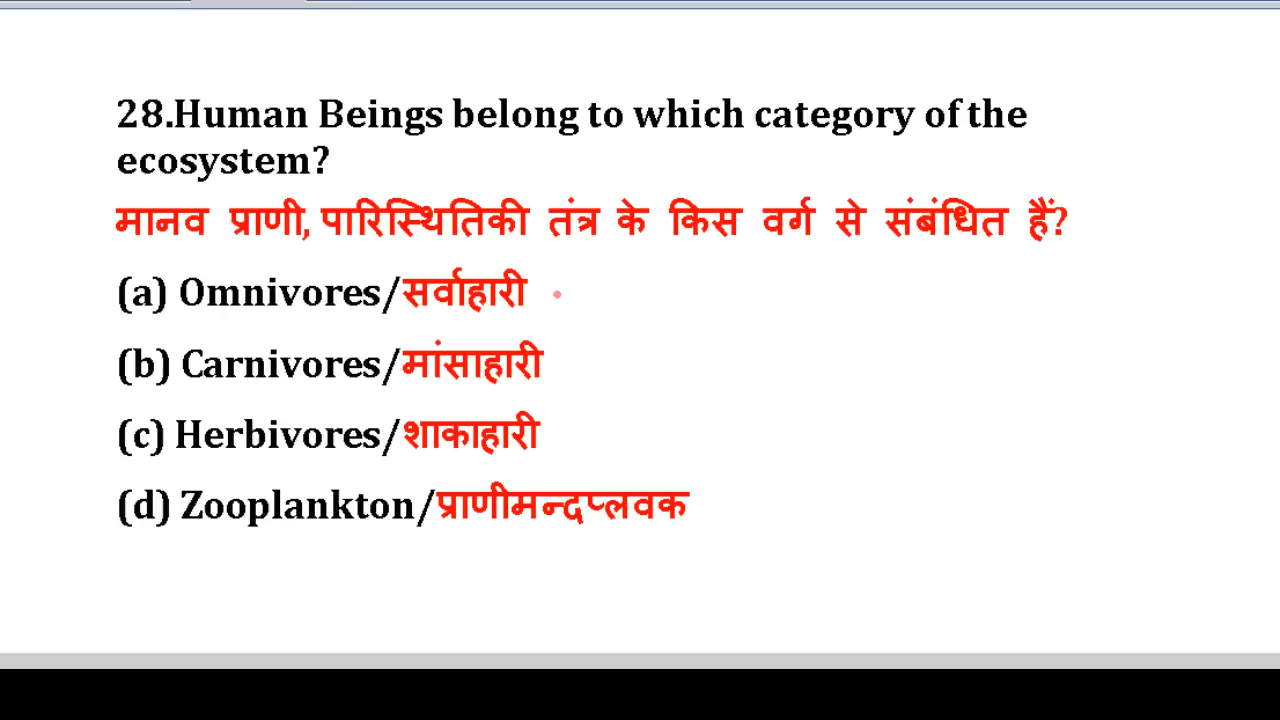 28.Human Beings belong to which category of the
ecosystem?
मानव प्राणी, पारिस्थितिकी तंत्र के किस वर्ग से संबंधित हैं?
(a) Omnivores/सर्वाहारी
(b) Carnivores/मांसाहारी
(c) Herbivores/शाकाहारी
(d) Zooplankton/प्राणीमन्दप्लवक